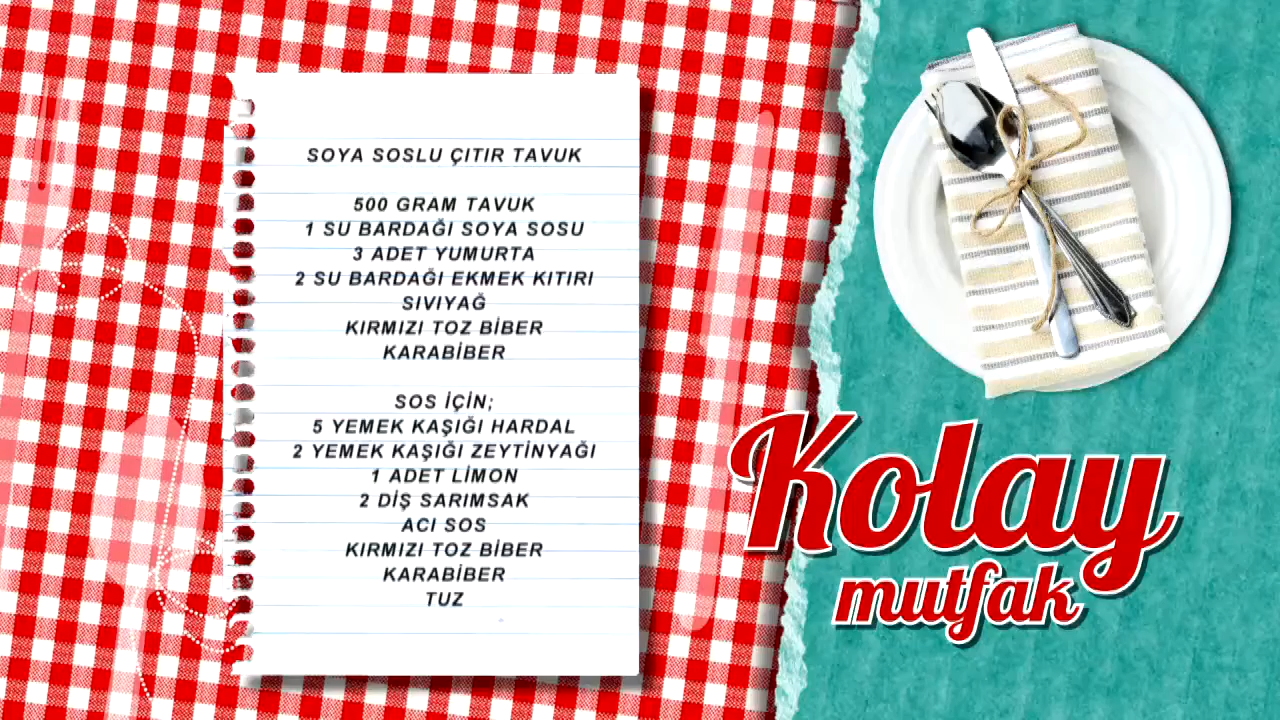 SOYA SOSLU ÇITIR TAVUK
500 GRAM TAVUK
1 SU BARDAĞI SOYA SOSU
3 ADET YUMURTA
2 SU BARDAĞI EKMEK KITIRI
SIVIYAĞ
KIRMIZI TOZ BİBER
KARABİBER
SOS İÇİN;
5 YEMEK KAŞIĞI HARDAL
2 YEMEK KAŞIĞI ZEYTİNYAĞI
1 ADET LİMON
2 DİŞ SARIMSAK
ACI SOS
KIRMIZI TOZ BİBER
KARABİBER
TUZ
Kolay
mutfak